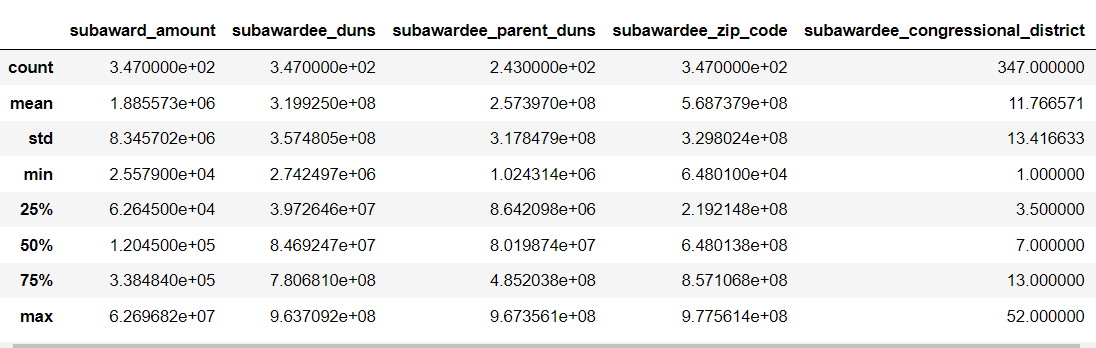 subaward_amount subawardee_duns subawardee_parent_duns subawardee_zip_code subawardee_congressional_district
count 3.470000e+02 3.470000e+02 2.430000e+02 3.470000e+02 347.000000
mean 1.885573e+06 3.199250e+08 2.573970e+08 5.687379e+08 11.766571
std 8.345702e+06 3.574805e+08 3.178479e+08 3.298024e+08 13.416633
min 2.557900e+04 2.742497e+06 1.024314e+06 6.480100e+04 1.000000
25% 6.264500e+04 3.972646e+07 8.642098e+06 2.192148e+08 3.500000
50% 1.204500e+05 8.469247e+07 8.019874e+07 6.480138e+08 7.000000
75% 3.384840e+05 7.806810e+08 4.852038e+08 8.571068e+08 13.000000
max 6.269682e+07 9.637092e+08 9.673561e+08 9.775614e+08 52.000000